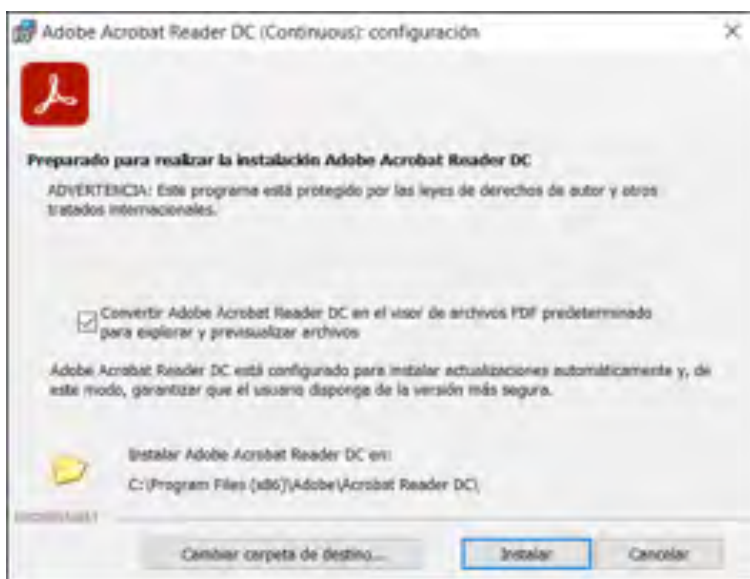 Adobe Acrobat Reader DC (Continuous): configuración
Preparado para realizar la instalación Adobe Acrobat Reader DC
ADVERTENCIA: Este programa está protegido por las leyes de derechos de autor y otros
tratados internacionales.
Convertir Adobe Acrobat Reader DC en el visor de archivos PDF predeterminado
para explorar y previsualizar archivos
Adobe Acrobat Reader DC está configurado para instalar actualizaciones automáticamente y, de
este modo, garantizar que el usuario disponga de la versión más segura.
Instalar Adobe Acrobat Reader DC en:
C:\Program Files (x86)\Adobe\Acrobat Reader DC\
Cambiar carpeta de destino...
Instalar
Cancelar